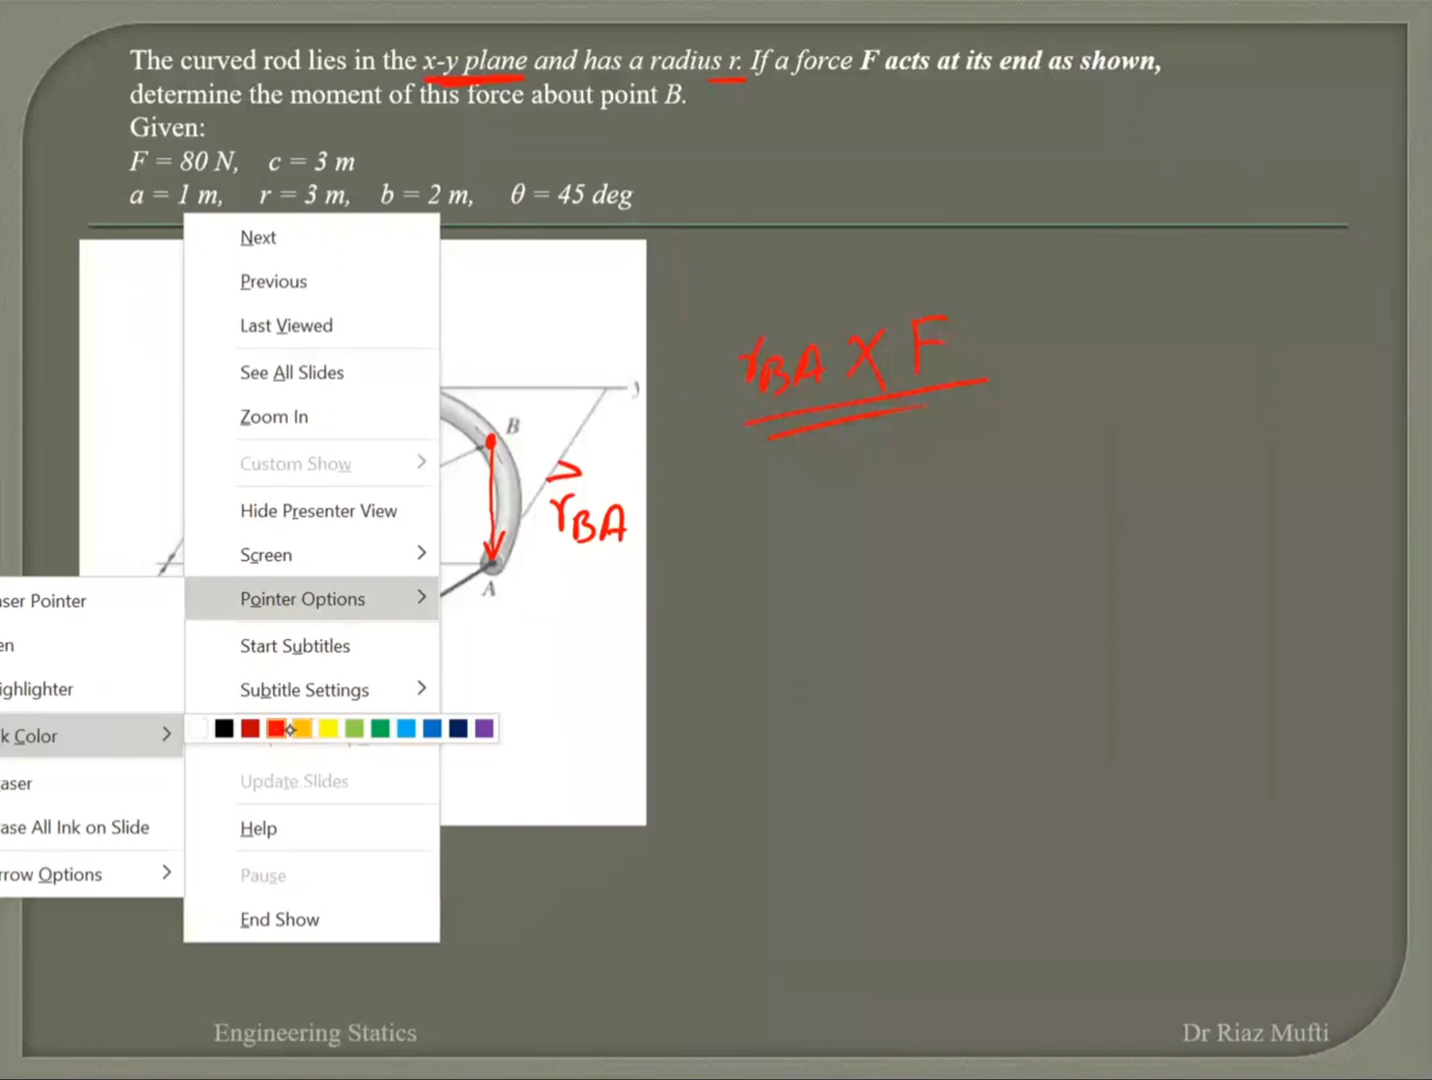 The curved rod lies in the x-y plane and has a radius r. If a force F acts at its end as shown,
determine the moment of this force about point B.
Given:
F = 80 N, c = 3 m
a = 1 m, r = 3 m, b = 2 m, θ = 45 deg
Next
Previous
Last Viewed
See All Slides
Zoom In
Custom Show
Hide Presenter View
Screen
Pointer Options
Start Subtitles
Subtitle Settings
Update Slides
Help
Pause
End Show
ser Pointer
en
ighlighter
k Color
aser
ase All Ink on Slide
rrow Options
B
rBA
A
rBA X F
Engineering Statics
Dr Riaz Mufti